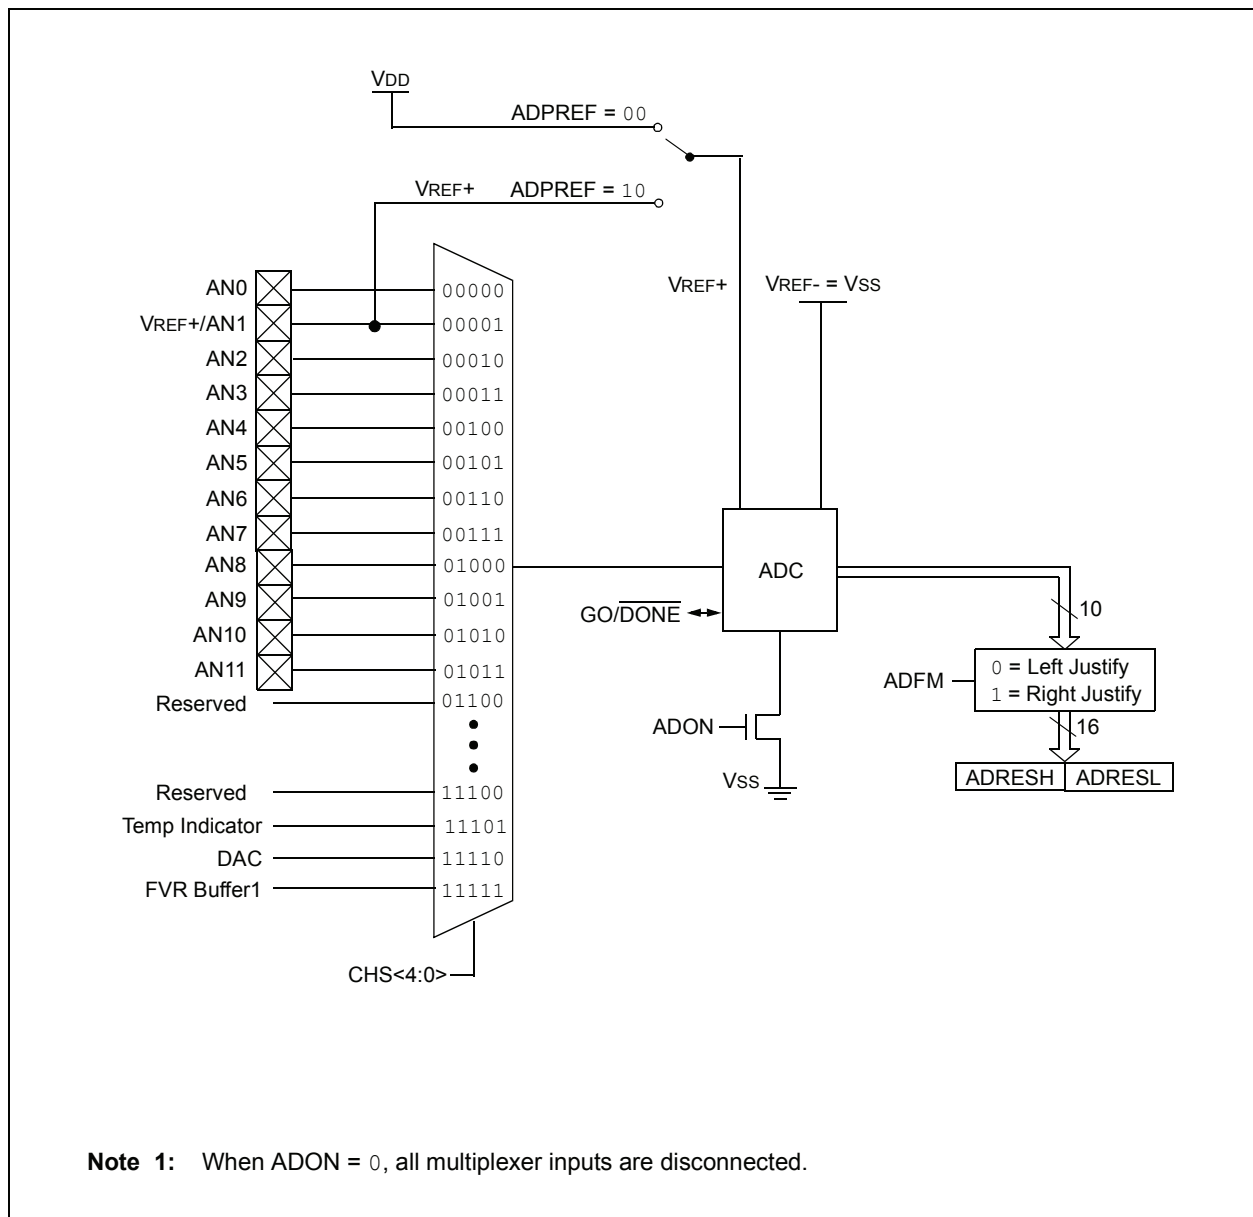 VDD
ADPREF = 00
VREF+ ADPREF = 10
AN0 00000
VREF+ VREF- = VSS
VREF+/AN1 00001
AN2 00010
AN3 00011
AN4 00100
AN5 00101
AN6 00110
AN7 00111
AN8 01000
ADC
AN9 01001
GO/DONE
10
AN10 01010
AN11 01011
ADFM
0 = Left Justify
1 = Right Justify
Reserved 01100
ADON
16
VSS
ADRESH ADRESL
Reserved 11100
Temp Indicator 11101
DAC 11110
FVR Buffer1 11111
CHS<4:0>
Note 1: When ADON = 0, all multiplexer inputs are disconnected.